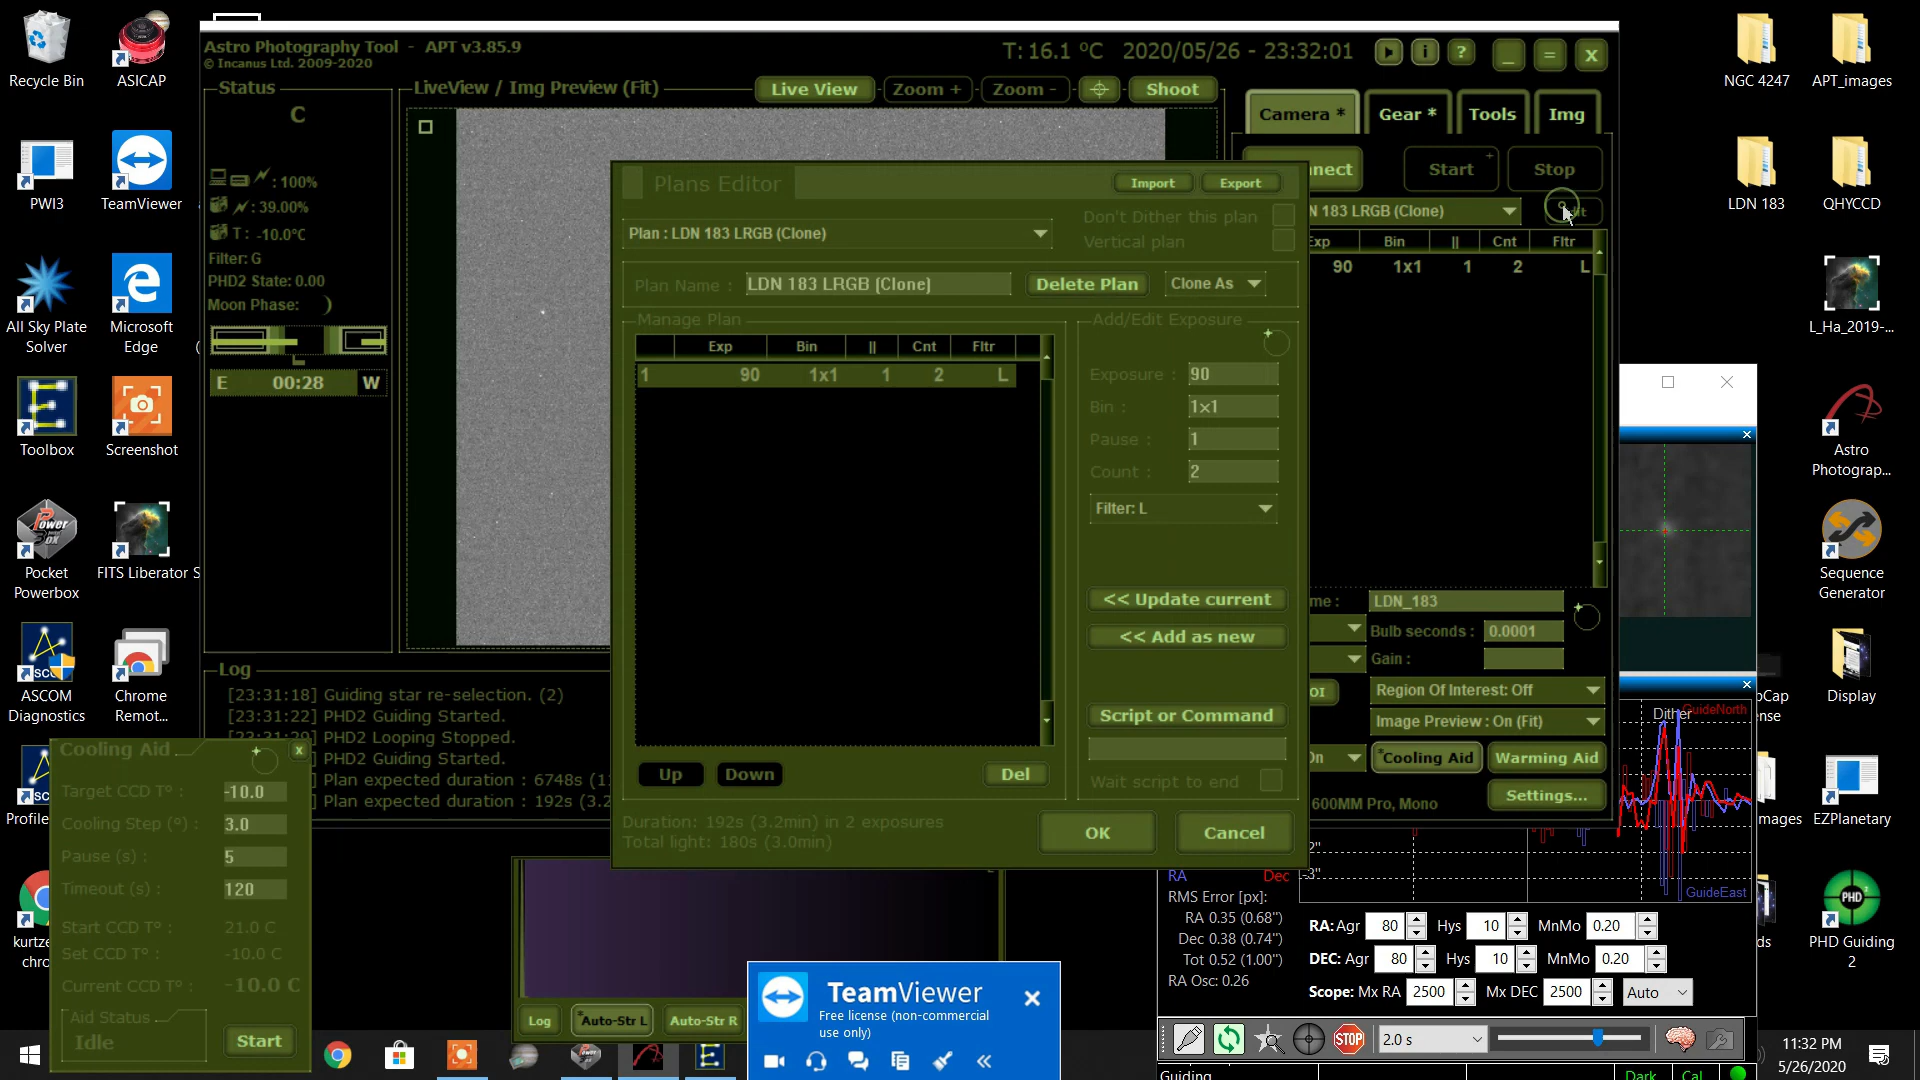 Recycle Bin
ASICAP
PWI3
TeamViewer
All Sky Plate
Solver
Microsoft
Edge
Toolbox
Screenshot
Pocket
Powerbox
FITS Liberator
ASCOM
Diagnostics
Chrome
Remot...
Astro Photography Tool - APT v3.85.9
© Incanus Ltd. 2009-2020
T: 16.1 °C 2020/05/26 - 23:32:01
Status
C
: 100%
: 39.00%
T : -10.0°C
Filter: G
PHD2 State: 0.00
Moon Phase: )
E 00:28 W
LiveView / Img Preview (Fit)
Live View
Zoom +
Zoom -
Shoot
Camera *
Gear *
Tools
Img
Start
Stop
N 183 LRGB (Clone)
Exp Bin || Cnt Fltr
90 1x1 1 2 L
Plans Editor
Import
Export
Plan : LDN 183 LRGB (Clone)
Don't Dither this plan
Vertical plan
Plan Name : LDN 183 LRGB (Clone)
Delete Plan
Clone As
Manage Plan
Exp Bin || Cnt Fltr
1 90 1x1 1 2 L
Up
Down
Del
Add/Edit Exposure
Exposure : 90
Bin : 1x1
Pause : 1
Count : 2
Filter: L
<< Update current
<< Add as new
Script or Command
Wait script to end
Duration: 192s (3.2min) in 2 exposures
Total light: 180s (3.0min)
OK
Cancel
LDN_183
Bulb seconds : 0.0001
Gain :
Region Of Interest: Off
Image Preview : On (Fit)
*Cooling Aid
Warming Aid
600MM Pro, Mono
Settings...
Log
[23:31:18] Guiding star re-selection. (2)
[23:31:22] PHD2 Guiding Started.
PHD2 Looping Stopped.
PHD2 Guiding Started.
Plan expected duration : 6748s
Plan expected duration : 192s (3.2
Cooling Aid
x
Target CCD T° : -10.0
Cooling Step (°) : 3.0
Pause (s) : 5
Timeout (s) : 120
Start CCD T° : 21.0 C
Set CCD T° : -10.0 C
Current CCD T° : -10.0 C
Aid Status
Idle
Start
Log
*Auto-Str L
Auto-Str R
TeamViewer
Free license (non-commercial
use only)
Dither
GuideNorth
GuideEast
RA Dec
RMS Error [px]:
RA 0.35 (0.68")
Dec 0.38 (0.74")
Tot 0.52 (1.00")
RA Osc: 0.26
RA: Agr 80 Hys 10 MnMo 0.20
DEC: Agr 80 Hys 10 MnMo 0.20
Scope: Mx RA 2500 Mx DEC 2500 Auto
STOP
2.0 s
Guiding
Dark
Cal
NGC 4247
APT_images
LDN 183
QHYCCD
L_Ha_2019-...
Astro
Photograp...
Sequence
Generator
Display
EZPlanetary
PHD Guiding
2
11:32 PM
5/26/2020